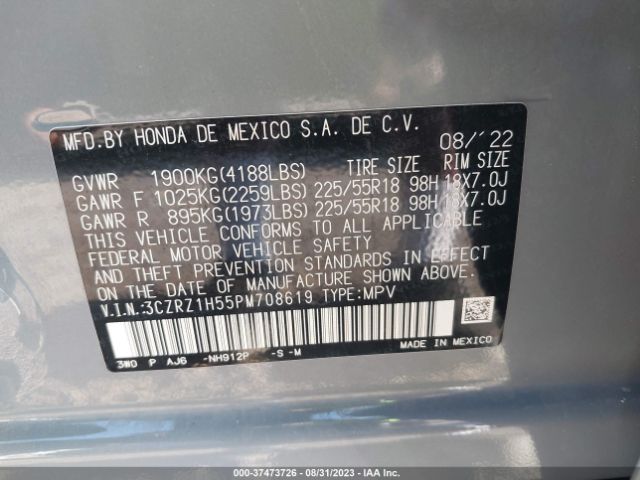 MFD.BY HONDA DE MEXICO S.A. DE C.V. 08/´22
GVWR 1900KG(4188LBS) TIRE SIZE RIM SIZE
GAWR F 1025KG(2259LBS) 225/55R18 98H 18X7.0J
GAWR R 895KG(1973LBS) 225/55R18 98H 18X7.0J
THIS VEHICLE CONFORMS TO ALL APPLICABLE
FEDERAL MOTOR VEHICLE SAFETY
AND THEFT PREVENTION STANDARDS IN EFFECT
ON THE DATE OF MANUFACTURE SHOWN ABOVE.
V.I.N.:3CZRZ1H55PM708619 TYPE:MPV
3W0 P AJ6 -NH912P -S -M MADE IN MEXICO
000-37473726 - 08/31/2023 - IAA Inc.